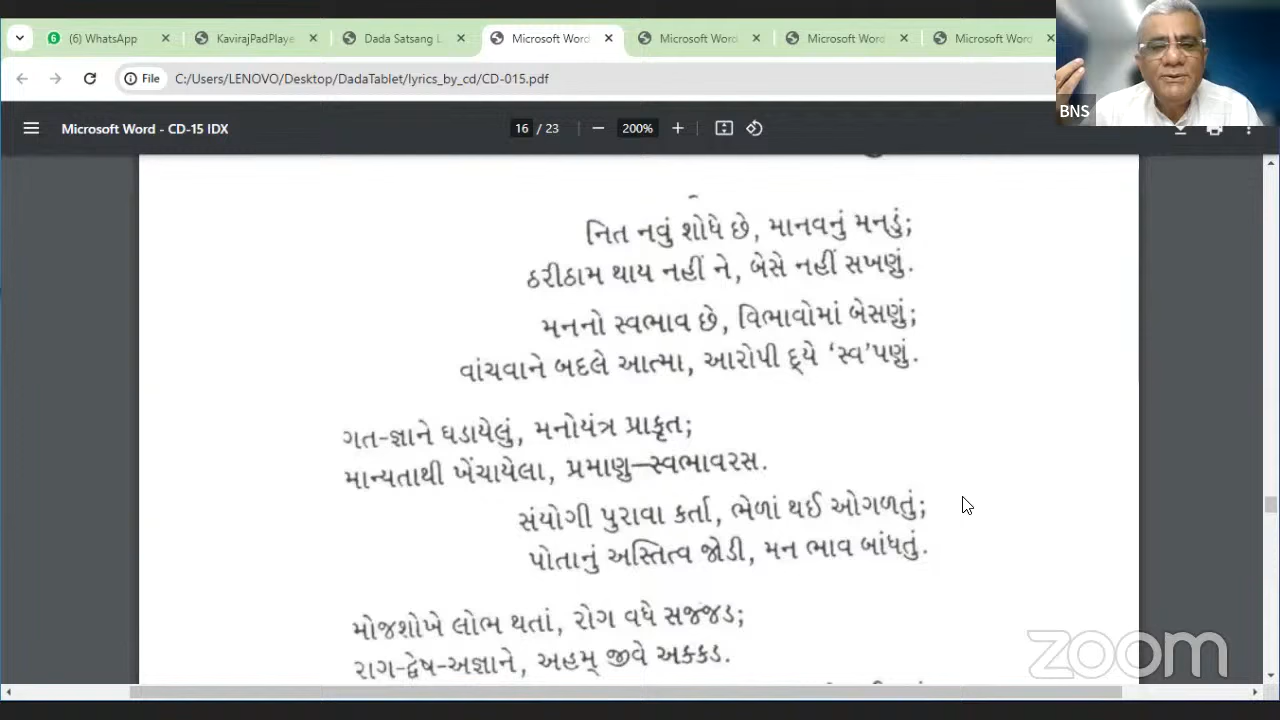 6 (6) WhatsApp
KavirajPadPlaye
Dada Satsang L
Microsoft Word
Microsoft Word
Microsoft Word
Microsoft Word
File C:/Users/LENOVO/Desktop/DadaTablet/lyrics_by_cd/CD-015.pdf
BNS
Microsoft Word - CD-15 IDX
16 / 23
200%
નિત નવું શોધે છે, માનવનું મનડું;
ઠરીઠામ થાય નહીં ને, બેસે નહીં સખણું.
મનનો સ્વભાવ છે, વિભાવોમાં બેસણું;
વાંચવાને બદલે આત્મા, આરોપી દ્યે ‘સ્વ’પણું.
ગત-જ્ઞાને ઘડાયેલું, મનોયંત્ર પ્રાકૃત;
માન્યતાથી ખેંચાયેલા, પ્રમાણુ–સ્વભાવરસ.
સંયોગી પુરાવા કર્તા, ભેળાં થઈ ઓગળતું;
પોતાનું અસ્તિત્વ જોડી, મન ભાવ બાંધતું.
મોજશોખે લોભ થતાં, રોગ વધે સજ્જડ;
રાગ-દ્વેષ-અજ્ઞાને, અહમ્ જીવે અક્કડ.
zoom